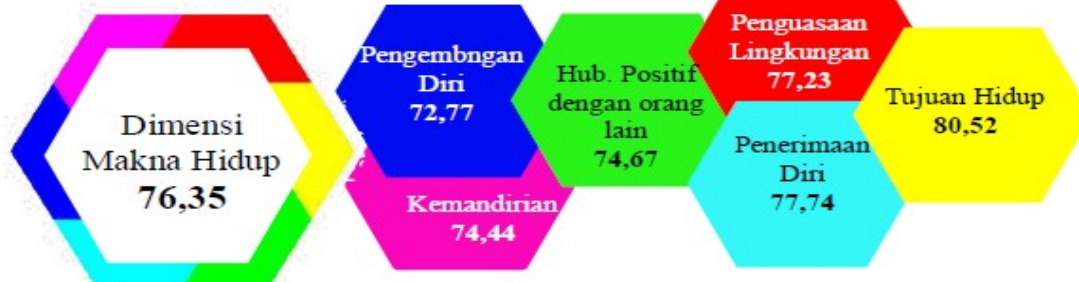 Dimensi
Makna Hidup
76,35
Pengembngan
Diri
72,77
Kemandirian
74,44
Hub. Positif
dengan orang
lain
74,67
Penguasaan
Lingkungan
77,23
Penerimaan
Diri
77,74
Tujuan Hidup
80,52